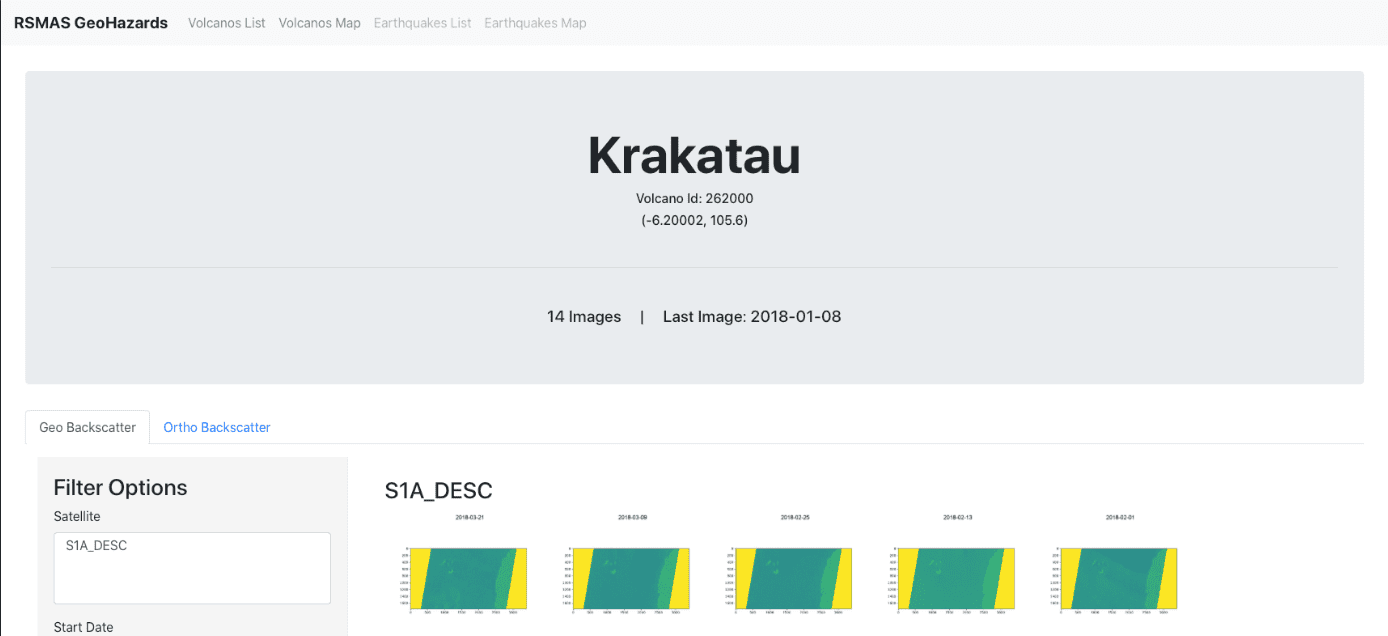 RSMAS GeoHazards Volcanos List Volcanos Map Earthquakes List Earthquakes Map
Krakatau
Volcano Id: 262000
(-6.20002, 105.6)
14 Images | Last Image: 2018-01-08
Geo Backscatter Ortho Backscatter
Filter Options
Satellite
S1A_DESC
Start Date
S1A_DESC
2018-03-21 2018-03-09 2018-02-25 2018-02-13 2018-02-01